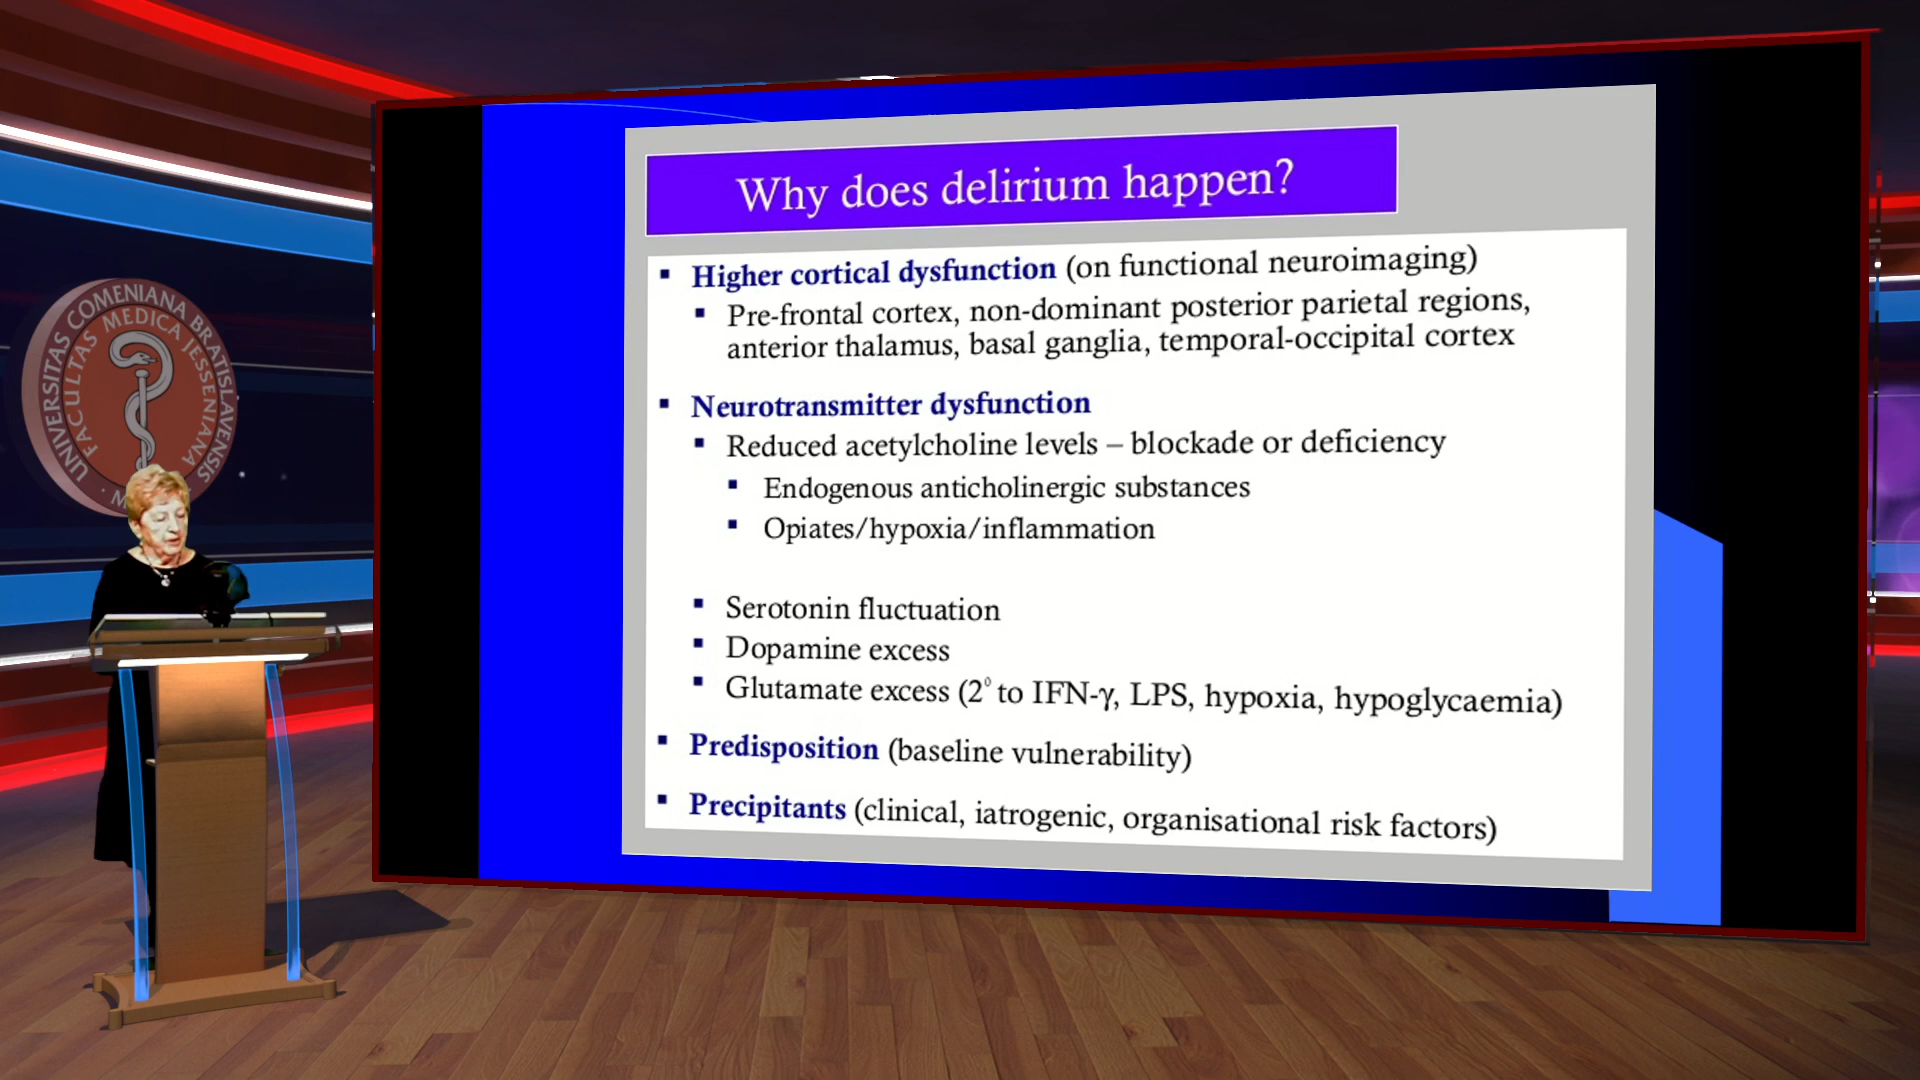 Why does delirium happen?
Higher cortical dysfunction (on functional neuroimaging)
Pre-frontal cortex, non-dominant posterior parietal regions,
anterior thalamus, basal ganglia, temporal-occipital cortex
Neurotransmitter dysfunction
Reduced acetylcholine levels – blockade or deficiency
Endogenous anticholinergic substances
Opiates/hypoxia/inflammation
Serotonin fluctuation
Dopamine excess
Glutamate excess (2° to IFN-γ, LPS, hypoxia, hypoglycaemia)
Predisposition (baseline vulnerability)
Precipitants (clinical, iatrogenic, organisational risk factors)
UNIVERSITAS COMENIANA BRATISLAVENSIS
FACULTAS MEDICA JESSENIANA